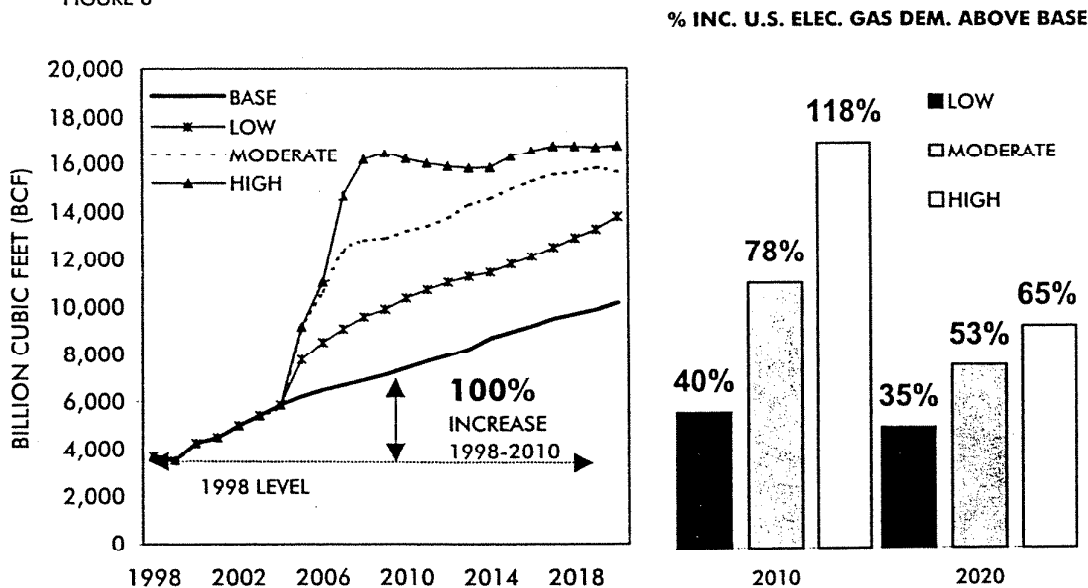 FIGURE 6
% INC. U.S. ELEC. GAS DEM. ABOVE BASE
BILLION CUBIC FEET (BCF)
20,000
18,000
16,000
14,000
12,000
10,000
8,000
6,000
4,000
2,000
0
BASE
LOW
MODERATE
HIGH
100%
INCREASE
1998-2010
1998 LEVEL
1998 2002 2006 2010 2014 2018
LOW
MODERATE
HIGH
40%
78%
118%
35%
53%
65%
2010 2020